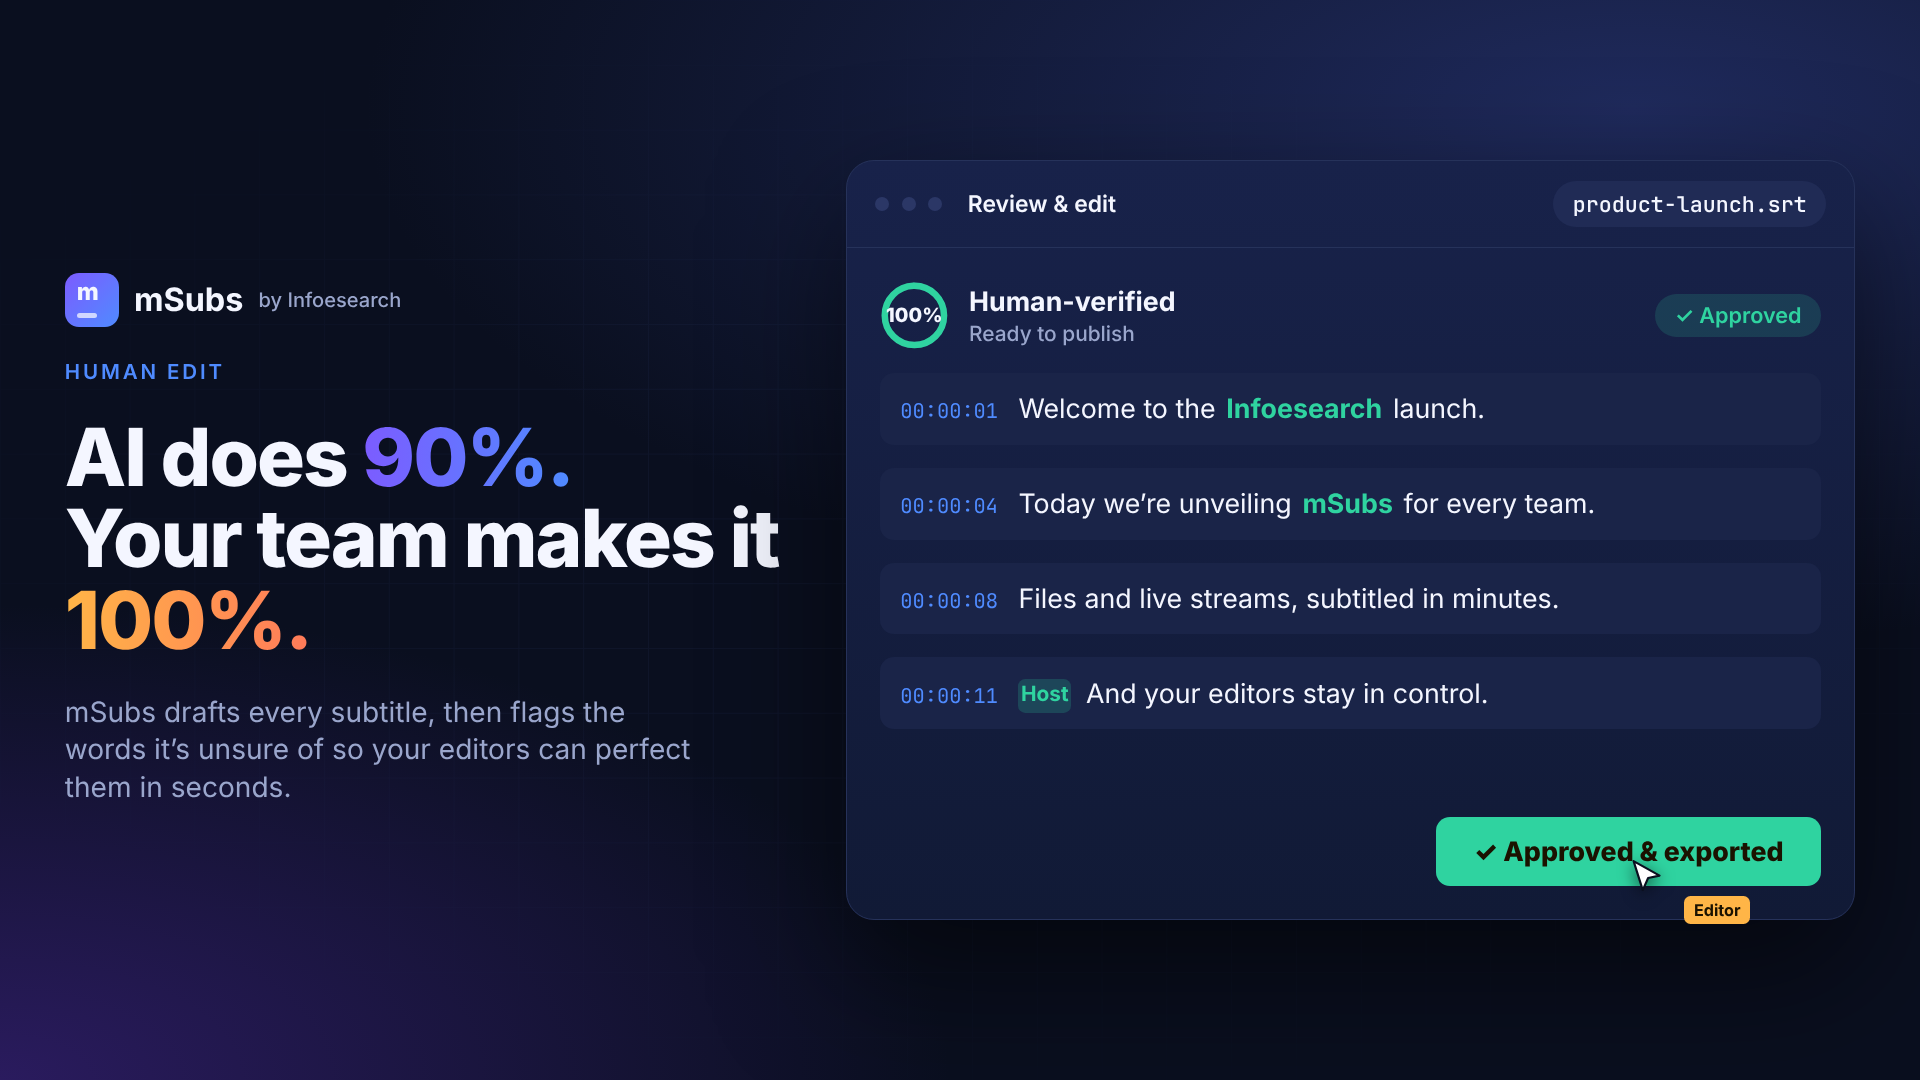 m
mSubs by Infoesearch
HUMAN EDIT
AI does 90%.
Your team makes it
100%.
mSubs drafts every subtitle, then flags the
words it’s unsure of so your editors can perfect
them in seconds.
Review & edit
product-launch.srt
100%
Human-verified
Ready to publish
✓ Approved
00:00:01 Welcome to the Infoesearch launch.
00:00:04 Today we’re unveiling mSubs for every team.
00:00:08 Files and live streams, subtitled in minutes.
00:00:11 Host And your editors stay in control.
✓ Approved & exported
Editor